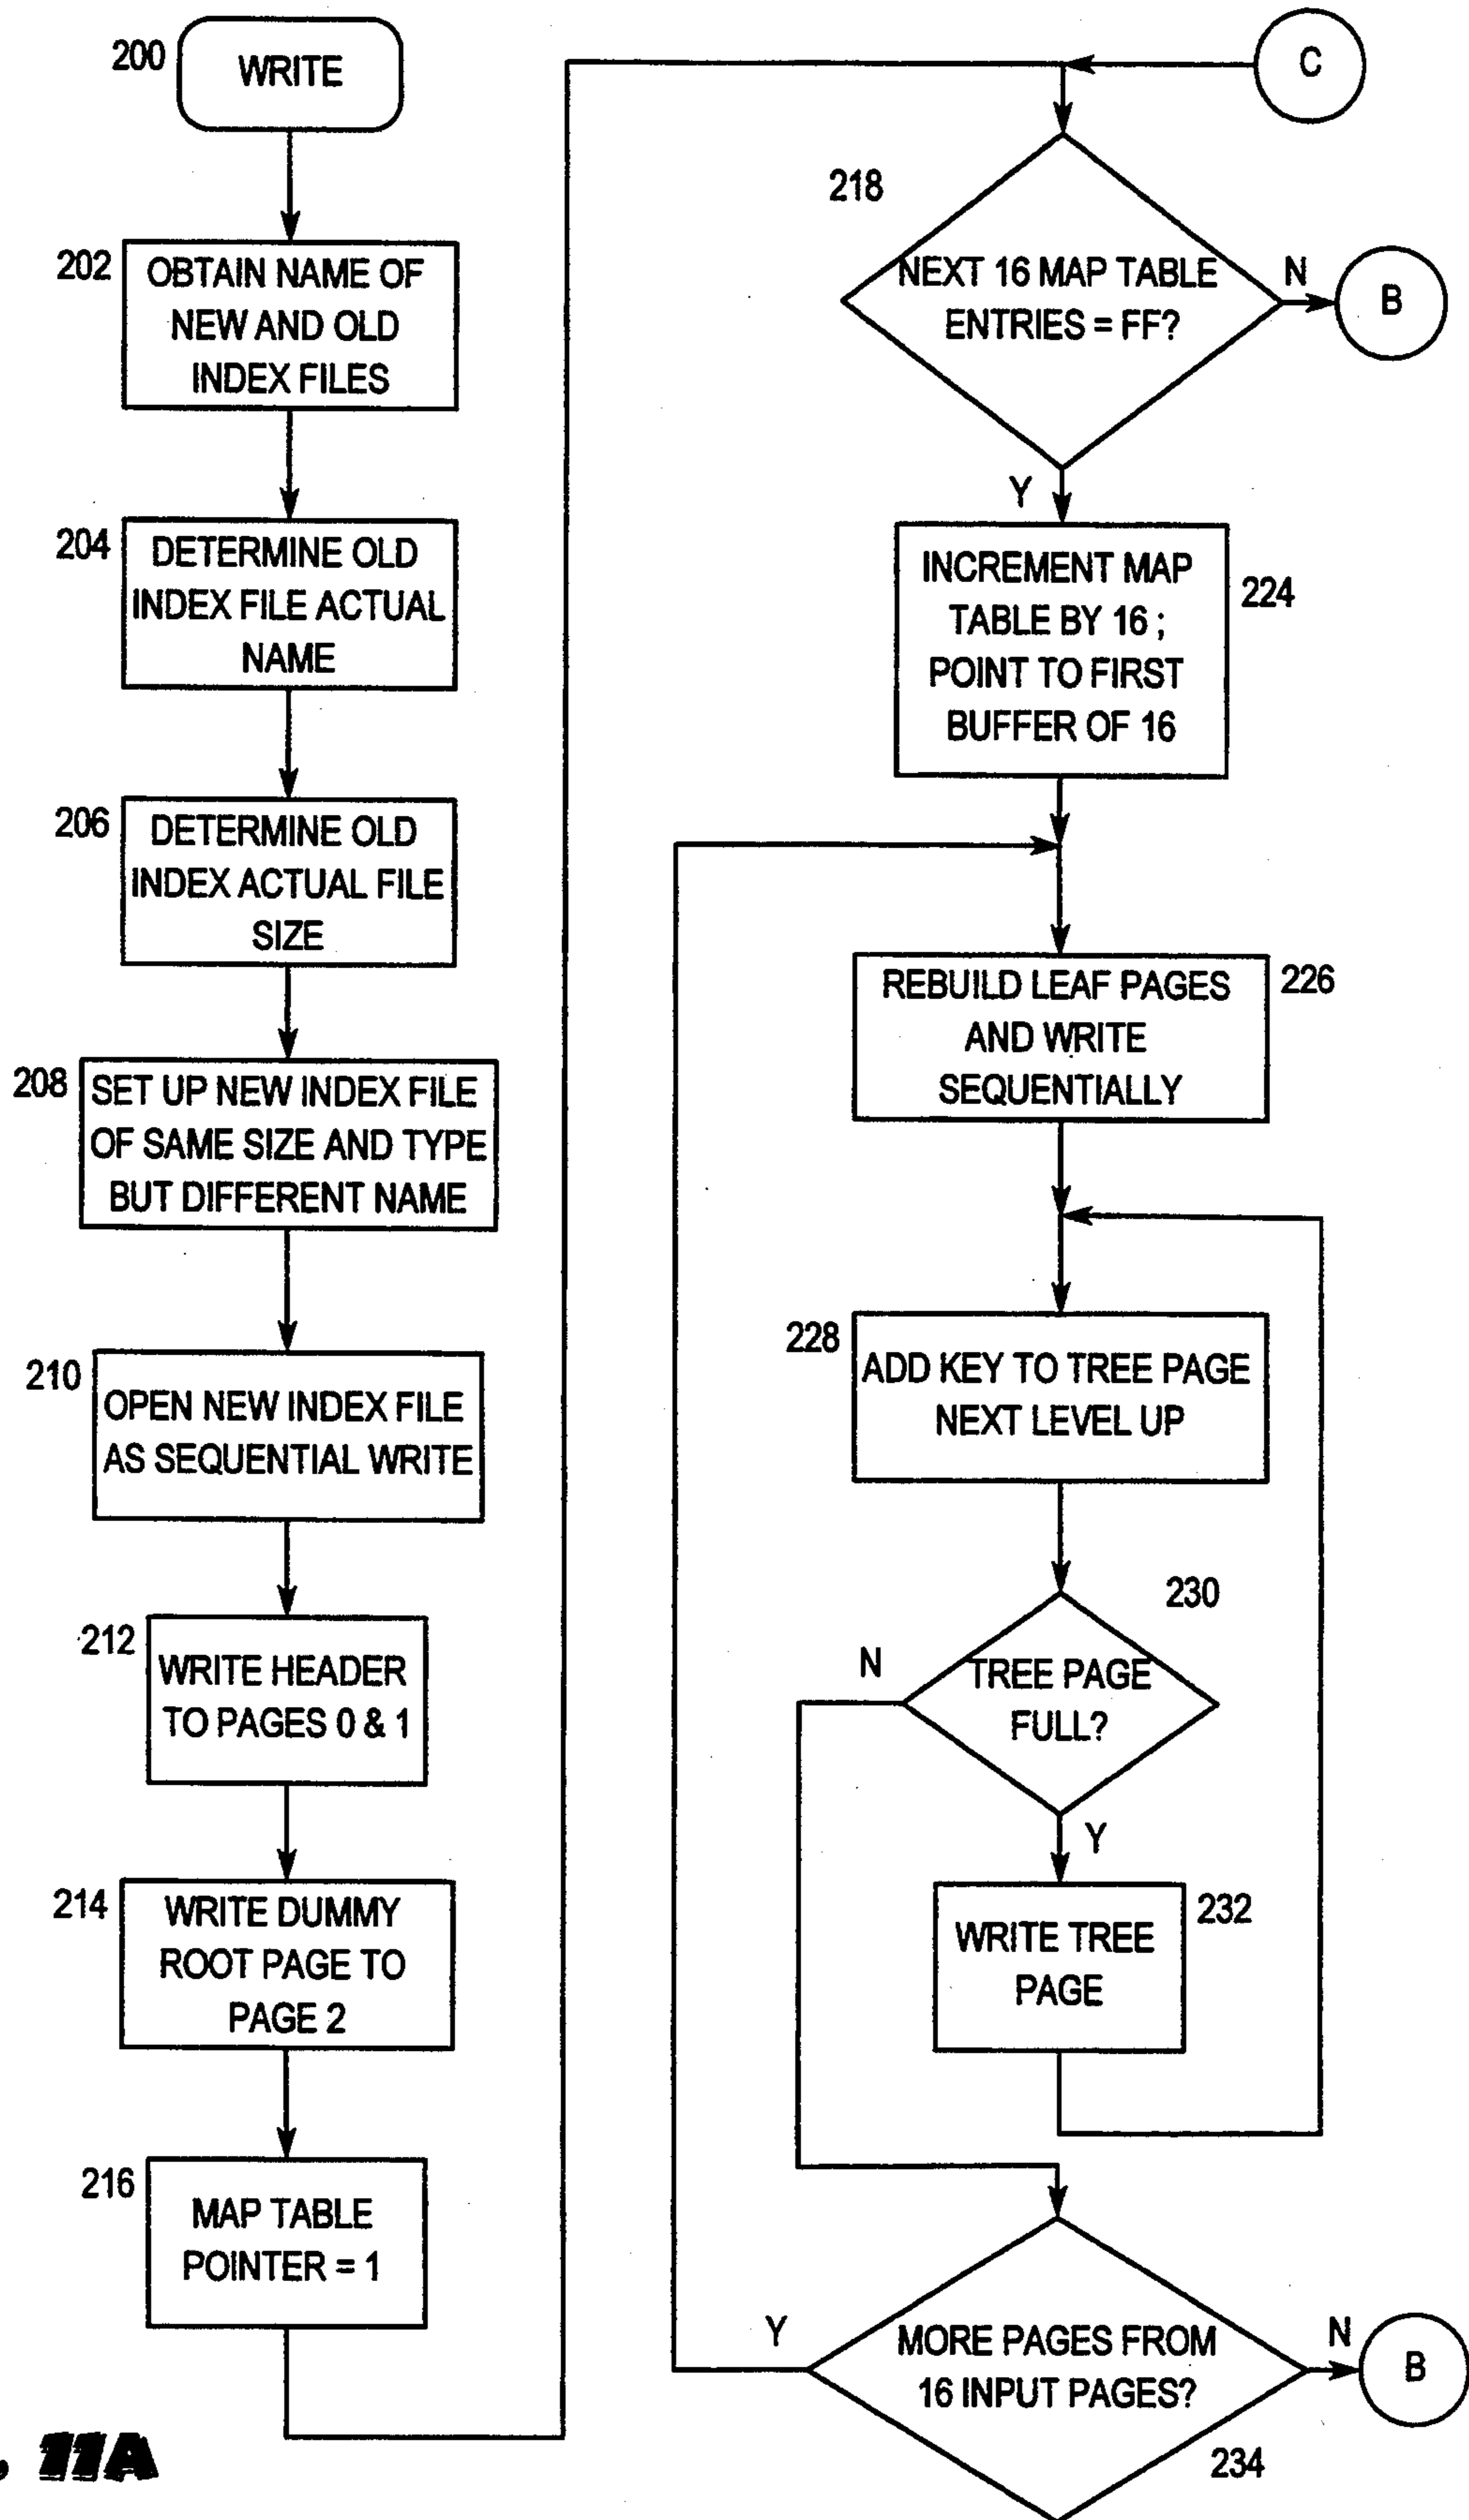 200
WRITE
202
OBTAIN NAME OF
NEW AND OLD
INDEX FILES
204
DETERMINE OLD
INDEX FILE ACTUAL
NAME
206
DETERMINE OLD
INDEX ACTUAL FILE
SIZE
208
SET UP NEW INDEX FILE
OF SAME SIZE AND TYPE
BUT DIFFERENT NAME
210
OPEN NEW INDEX FILE
AS SEQUENTIAL WRITE
212
WRITE HEADER
TO PAGES 0 & 1
214
WRITE DUMMY
ROOT PAGE TO
PAGE 2
216
MAP TABLE
POINTER = 1
C
218
NEXT 16 MAP TABLE
ENTRIES = FF?
N
B
Y
INCREMENT MAP
TABLE BY 16 ;
POINT TO FIRST
BUFFER OF 16
224
REBUILD LEAF PAGES
AND WRITE
SEQUENTIALLY
226
228
ADD KEY TO TREE PAGE
NEXT LEVEL UP
230
N
TREE PAGE
FULL?
Y
WRITE TREE
PAGE
232
Y
MORE PAGES FROM
16 INPUT PAGES?
N
B
234
11A